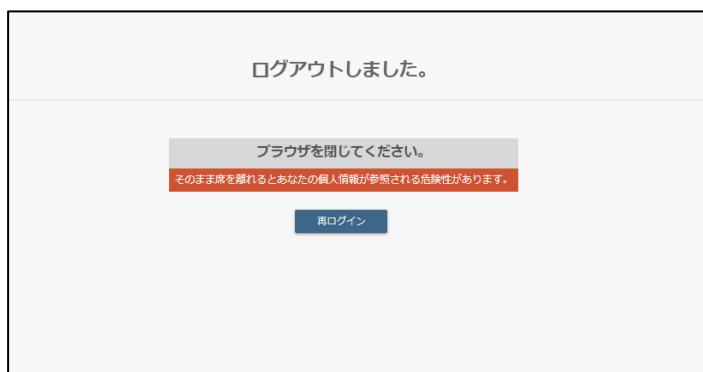 ログアウトしました。
ブラウザを閉じてください。
そのまま席を離れるとあなたの個人情報が参照される危険性があります。
再ログイン